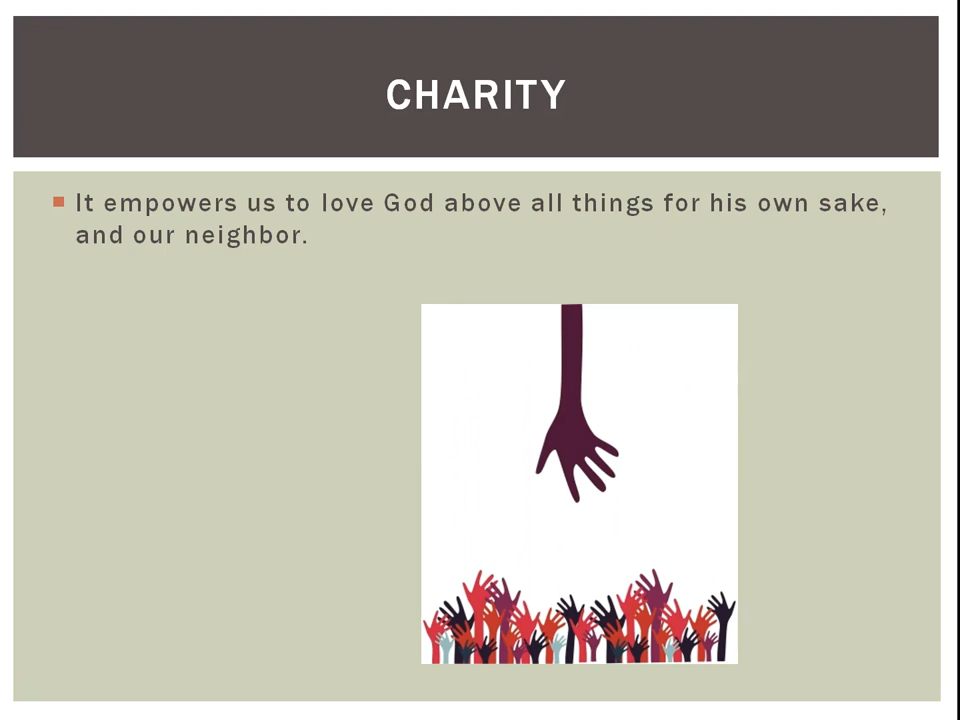 CHARITY
It empowers us to love God above all things for his own sake,
and our neighbor.